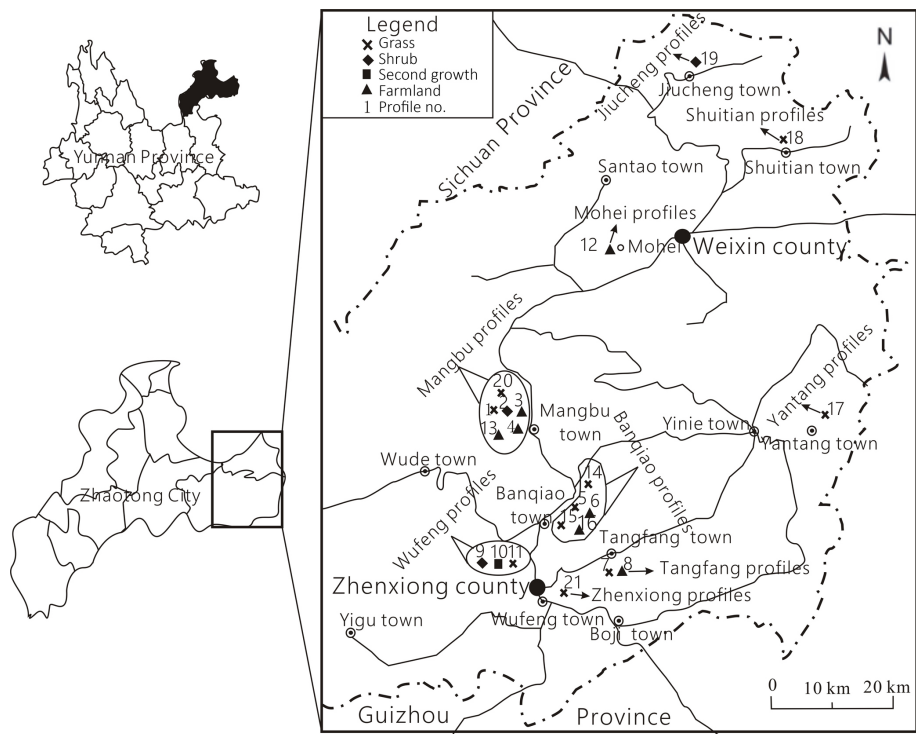 Legend
Grass
Shrub
Second growth
Farmland
1 Profile no.
Yunnan Province
Zhaotong City
N
Sichuan Province
Jiucheng profiles
19
Jiucheng town
Shuitian profiles
18
Shuitian town
Santao town
Mohei profiles
12
Mohei
Weixin county
Mangbu profiles
20
1
2
3
13
4
Mangbu
town
Yantang profiles
17
Yantang town
Yinie town
Banqiao profiles
14
5
6
15
16
Wude town
Banqiao
town
Wufeng profiles
9
10
11
Tangfang town
7
8
Tangfang profiles
Zhenxiong county
21
Zhenxiong profiles
Wufeng town
Yigu town
Boji town
0
10 km
20 km
Guizhou
Province